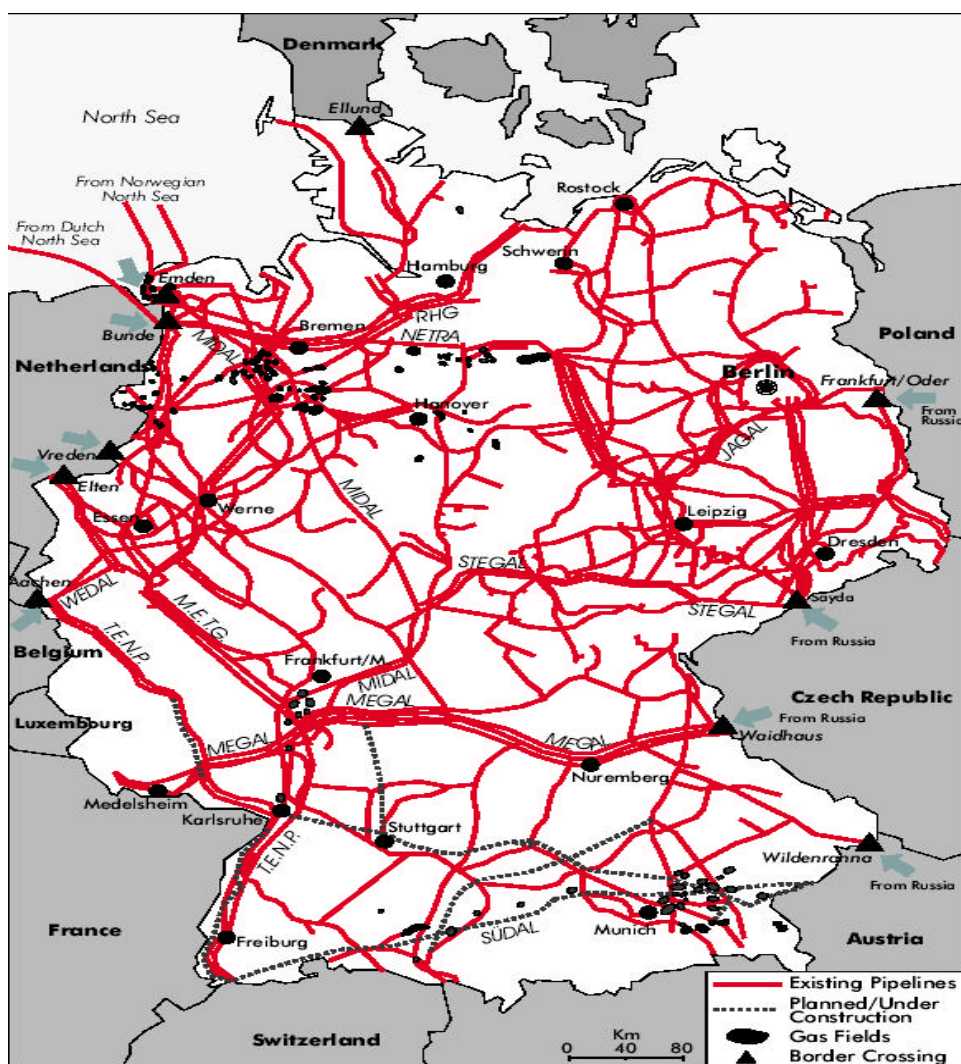 Denmark
Ellund
North Sea
From Norwegian
North Sea
From Dutch
North Sea
Rostock
Schwerin
Hamburg
Emden
Bunde
RHG
Bremen
NETRA
MIDAL
Poland
Netherlands
Berlin
Frankfurt/Oder
From
Russia
Hanover
JAGAL
Vreden
Elten
MIDAL
Werne
Essen
Leipzig
Dresden
STEGAL
Aachen
WEDAL
Sayda
STEGAL
M.E.T.G.
T.E.N.P.
From Russia
Belgium
Frankfurt/M.
MIDAL
MEGAL
Czech Republic
From Russia
Luxembourg
Waidhaus
MEGAL
MEGAL
Nuremberg
Medelsheim
Karlsruhe
Stuttgart
T.E.N.P.
Wildenranna
From Russia
France
Freiburg
SÜDAL
Munich
Austria
Switzerland
Existing Pipelines
Planned/Under
Construction
Gas Fields
Border Crossing
Km
0 40 80